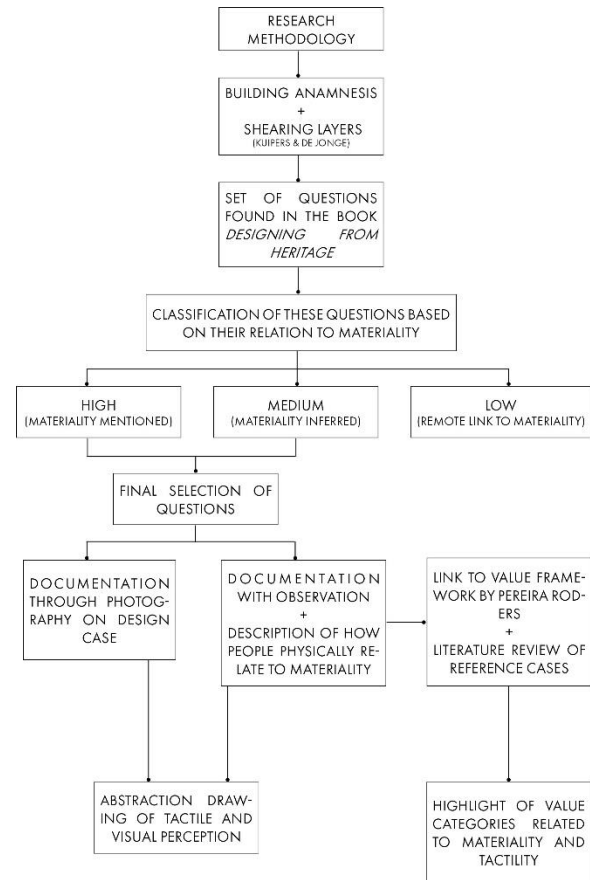 RESEARCH
METHODOLOGY
BUILDING ANAMNESIS
+
SHEARING LAYERS
(KUIPERS & DE JONGE)
SET OF QUESTIONS
FOUND IN THE BOOK
DESIGNING FROM
HERITAGE
CLASSIFICATION OF THESE QUESTIONS BASED
ON THEIR RELATION TO MATERIALITY
HIGH
(MATERIALITY MENTIONED)
MEDIUM
(MATERIALITY INFERRED)
LOW
(REMOTE LINK TO MATERIALITY)
FINAL SELECTION OF
QUESTIONS
DOCUMENTATION
THROUGH PHOTOG-
RAPHY ON DESIGN
CASE
DOCUMENTATION
WITH OBSERVATION
+
DESCRIPTION OF HOW
PEOPLE PHYSICALLY RE-
LATE TO MATERIALITY
LINK TO VALUE FRAME-
WORK BY PEREIRA ROD-
ERS
+
LITERATURE REVIEW OF
REFERENCE CASES
ABSTRACTION DRAW-
ING OF TACTILE AND
VISUAL PERCEPTION
HIGHLIGHT OF VALUE
CATEGORIES RELATED
TO MATERIALITY AND
TACTILITY